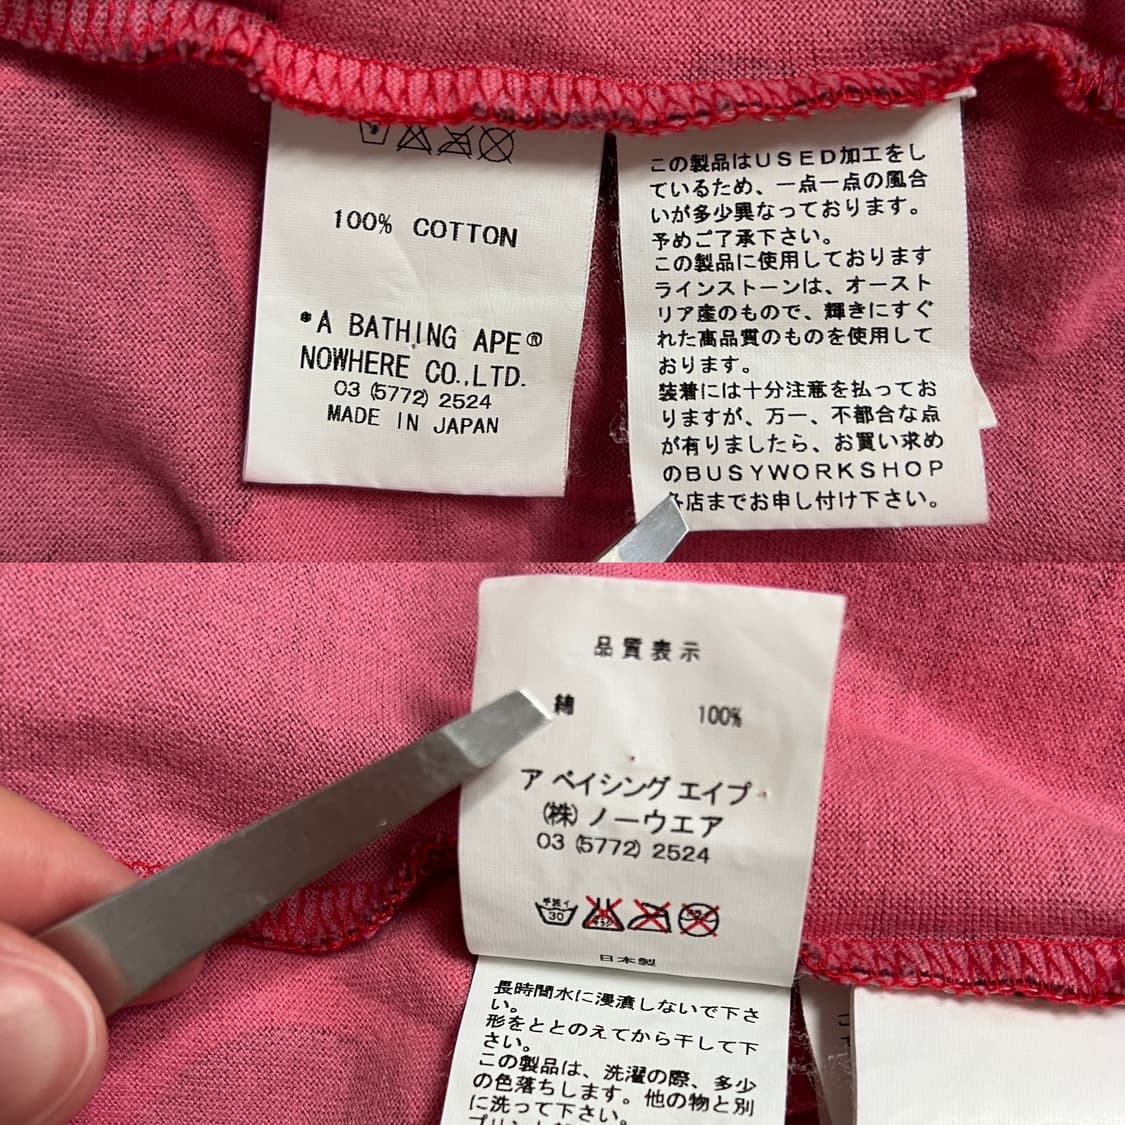 100% COTTON
*A BATHING APE®
NOWHERE CO.,LTD.
03 (5772) 2524
MADE IN JAPAN
この製品はUSED加工をし
ているため、一点一点の風合
いが多少異なっております。
予めご了承下さい。
この製品に使用しております
ラインストーンは、オースト
リア産のもので、輝きにすぐ
れた高品質のものを使用して
おります。
装着には十分注意を払ってお
りますが、万一、不都合な点
が有りましたら、お買い求め
のBUSYWORKSHOP
各店までお申し付け下さい。
品質表示
綿 100%
ア ベイシング エイプ
(株) ノーウエア
03 (5772) 2524
手洗イ
30
日本製
長時間水に浸漬しないで下さ
い。
形をととのえてから干して下
さい。
この製品は、洗濯の際、多少
の色落ちします。他の物と別
に洗って下さい。